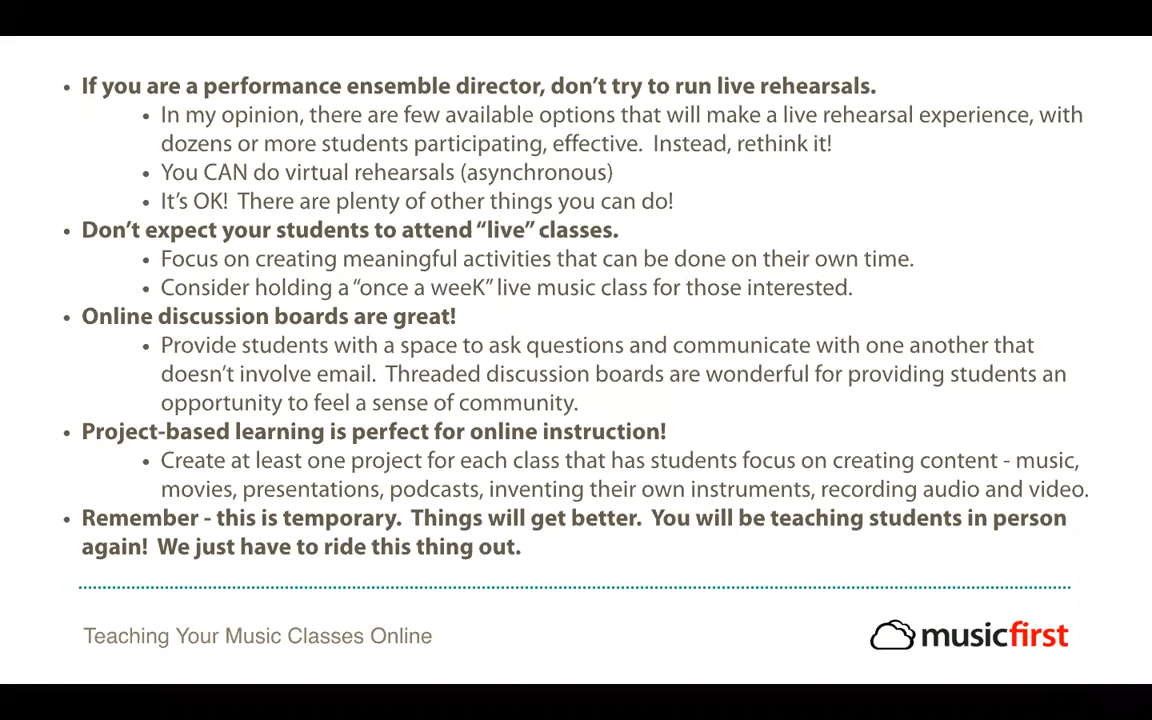 • If you are a performance ensemble director, don’t try to run live rehearsals.
• In my opinion, there are few available options that will make a live rehearsal experience, with
dozens or more students participating, effective.  Instead, rethink it!
• You CAN do virtual rehearsals (asynchronous)
• It’s OK!  There are plenty of other things you can do!
• Don’t expect your students to attend “live” classes.
• Focus on creating meaningful activities that can be done on their own time.
• Consider holding a “once a weeK” live music class for those interested.
• Online discussion boards are great!
• Provide students with a space to ask questions and communicate with one another that
doesn’t involve email.  Threaded discussion boards are wonderful for providing students an
opportunity to feel a sense of community.
• Project-based learning is perfect for online instruction!
• Create at least one project for each class that has students focus on creating content - music,
movies, presentations, podcasts, inventing their own instruments, recording audio and video.
• Remember - this is temporary.  Things will get better.  You will be teaching students in person
again!  We just have to ride this thing out.
Teaching Your Music Classes Online
musicfirst